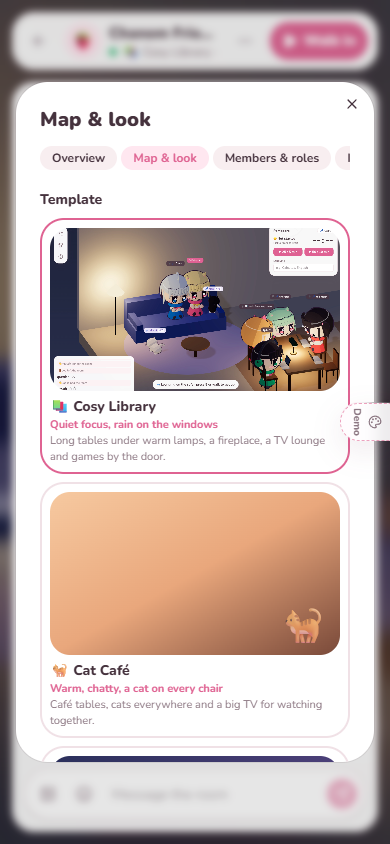 Map & look
Overview
Map & look
Members & roles
Template
Cosy Library
Quiet focus, rain on the windows
Long tables under warm lamps, a fireplace, a TV lounge
and games by the door.
Demo
Cat Café
Warm, chatty, a cat on every chair
Café tables, cats everywhere and a big TV for watching
together.